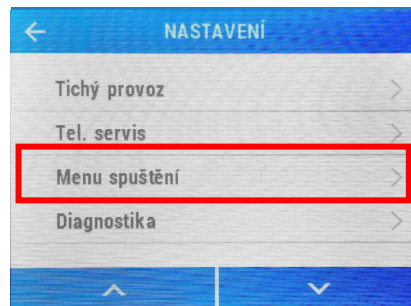 NASTAVENÍ
Tichý provoz
Tel. servis
Menu spuštění
Diagnostika